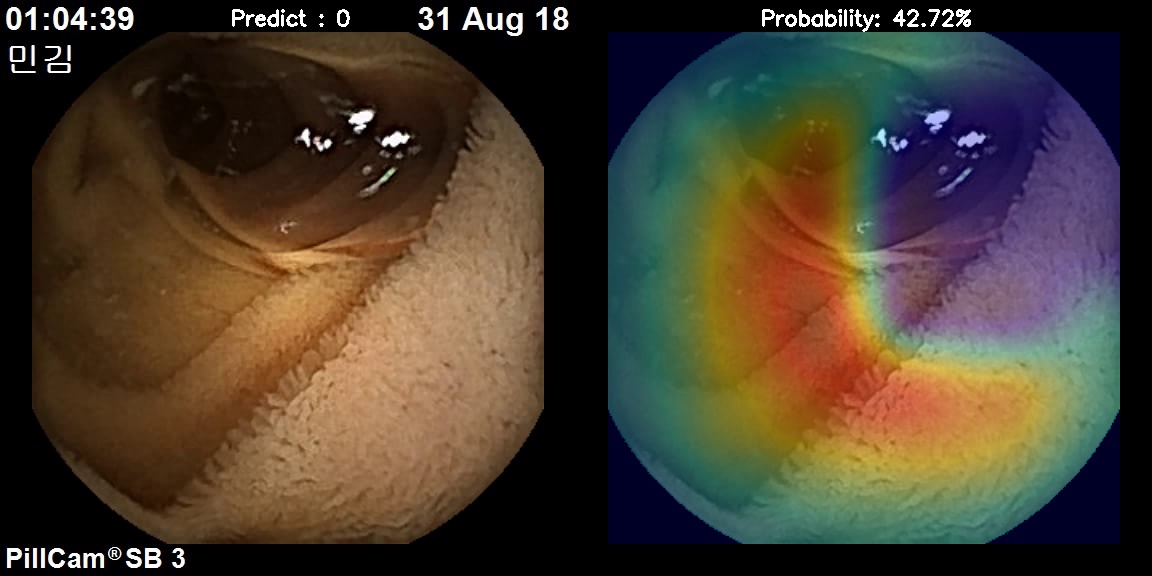 01:04:39
Predict : 0
31 Aug 18
Probability: 42.72%
민김
PillCam® SB 3